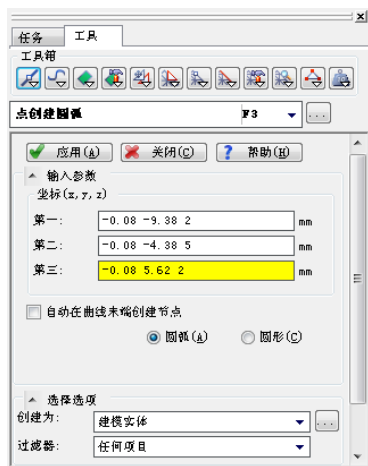 任务 工具
工具箱
点创建圆弧 F3 ...
应用(A) 关闭(C) ? 帮助(H)
输入参数
坐标(x, y, z)
第一: -0.08 -9.38 2 mm
第二: -0.08 -4.38 5 mm
第三: -0.08 5.62 2 mm
自动在曲线末端创建节点
圆弧(A) 圆形(C)
选择选项
创建为: 建模实体 ...
过滤器: 任何项目